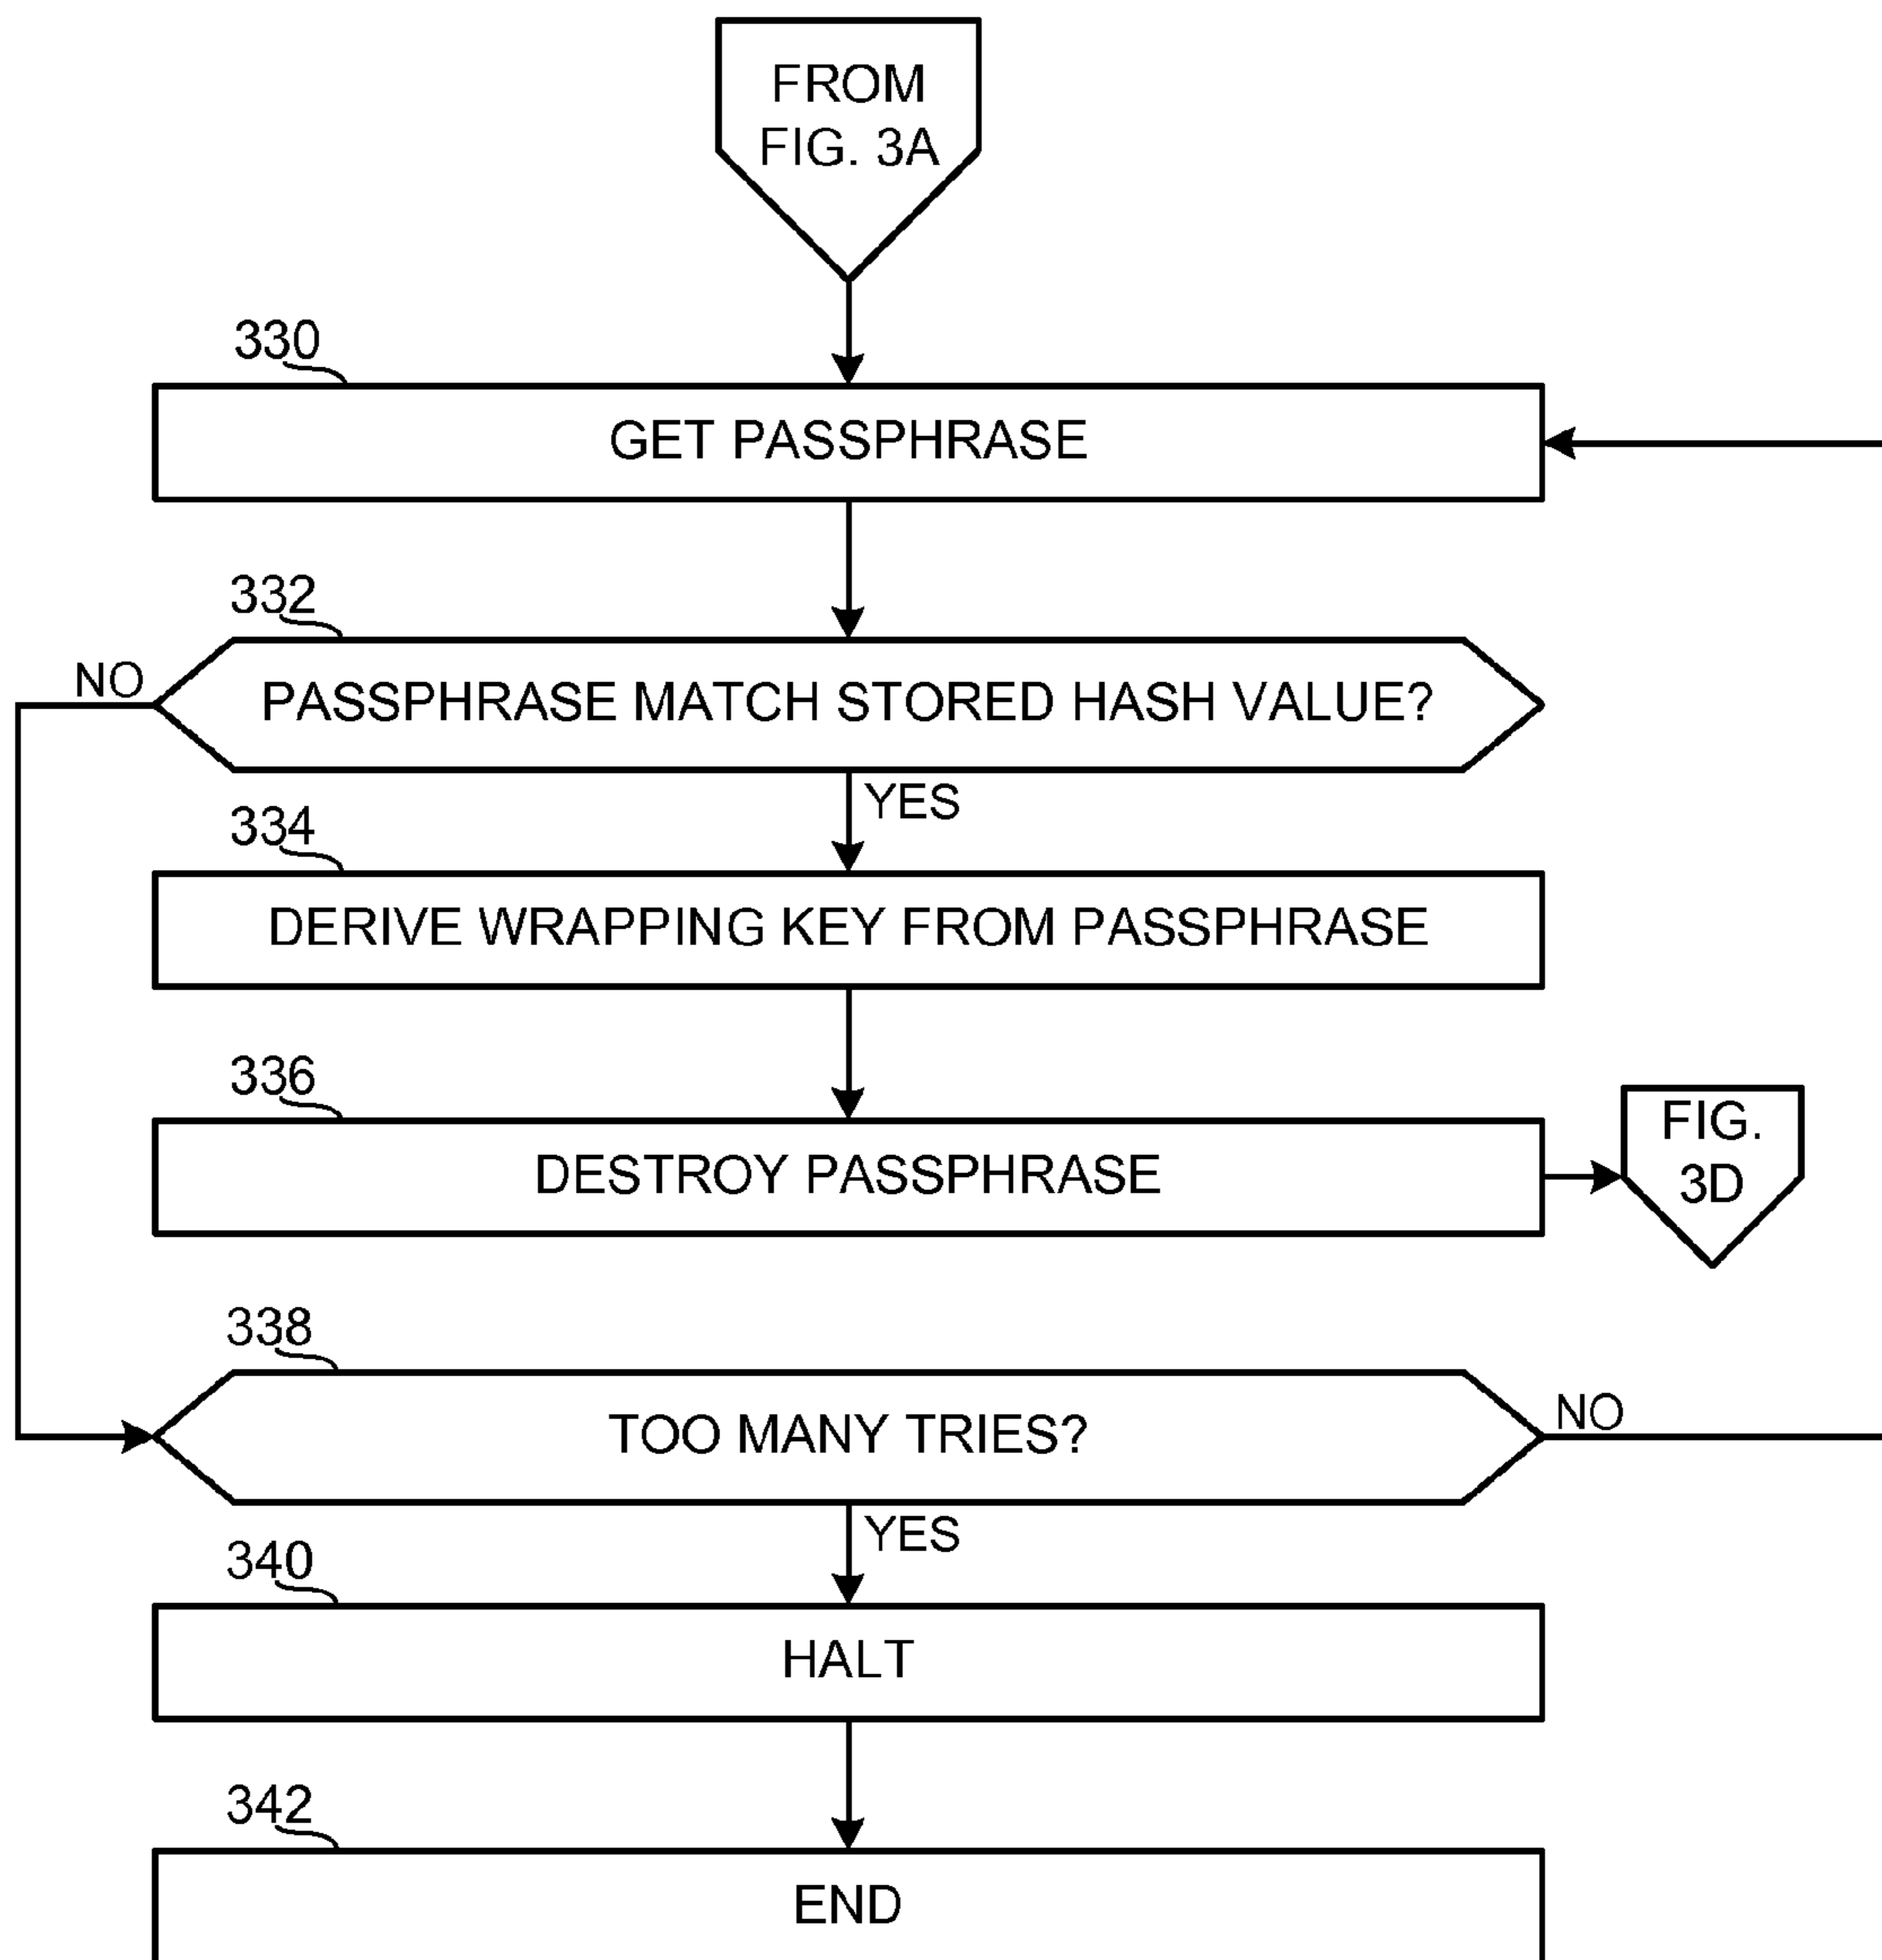 FROM
FIG. 3A
330
GET PASSPHRASE
332
NO
PASSPHRASE MATCH STORED HASH VALUE?
YES
334
DERIVE WRAPPING KEY FROM PASSPHRASE
336
DESTROY PASSPHRASE
FIG.
3D
338
TOO MANY TRIES?
NO
YES
340
HALT
342
END